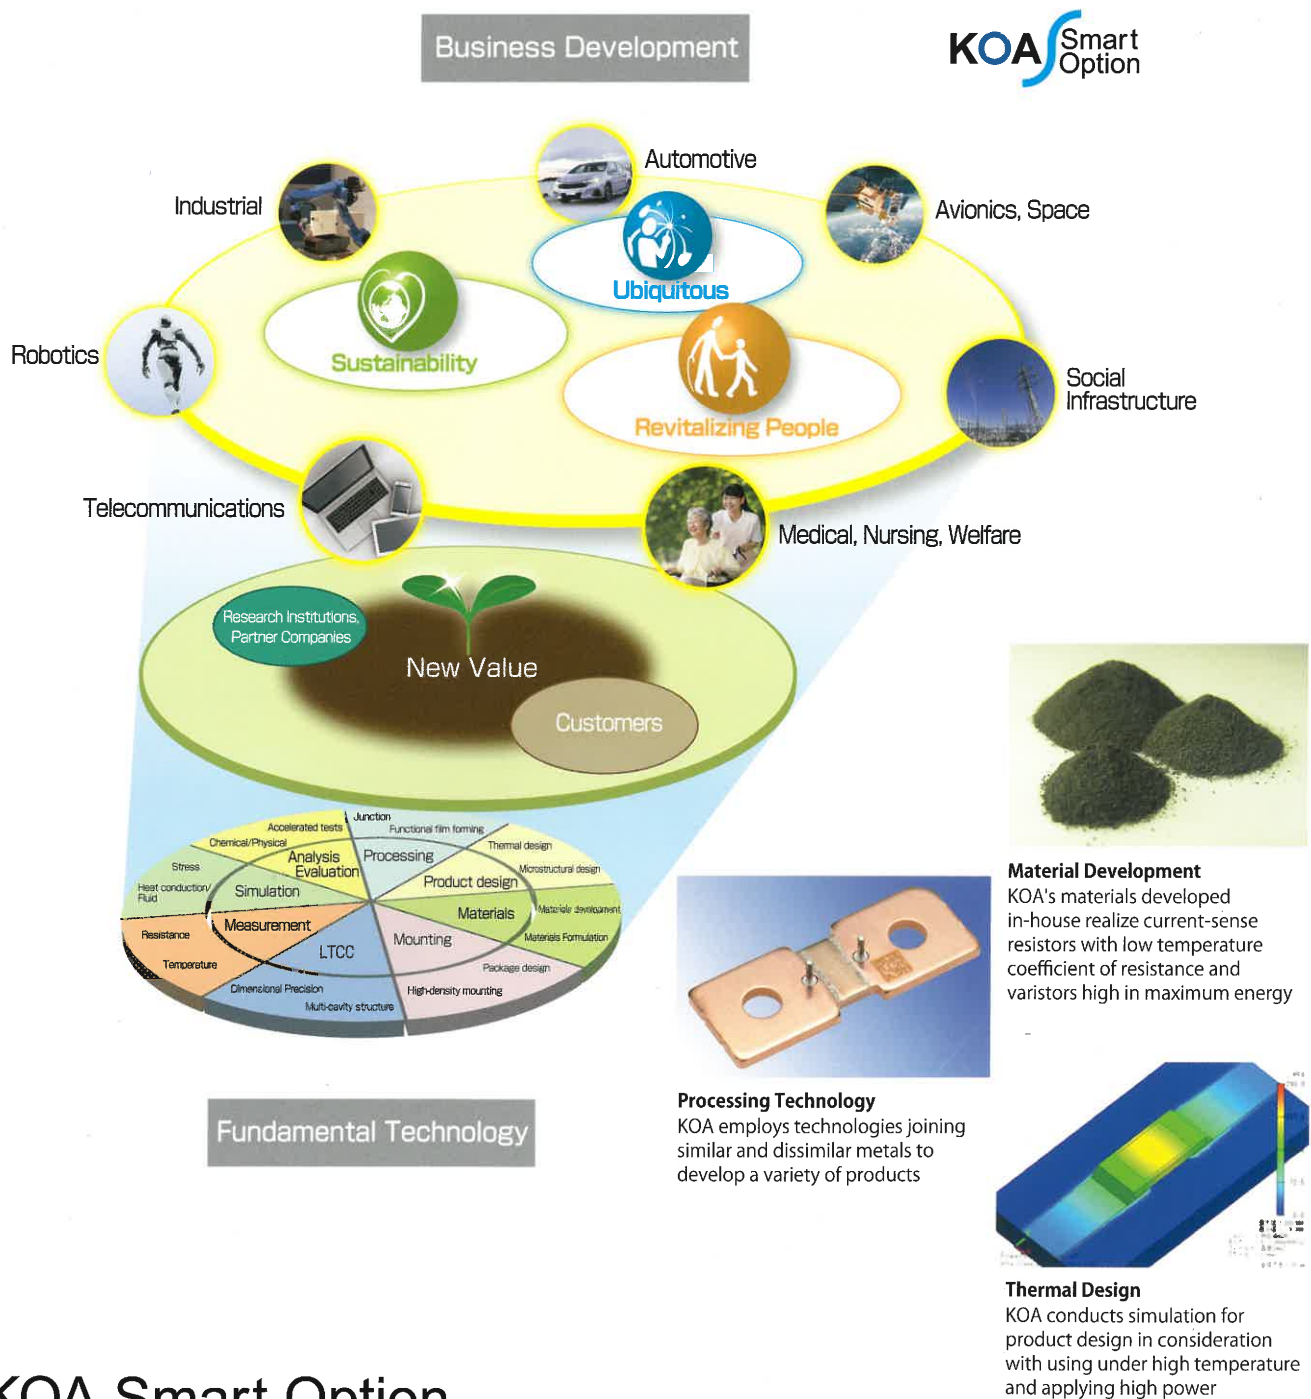 Business Development
KOA Smart
Option
Automotive
Industrial
Avionics, Space
Ubiquitous
Robotics
Sustainability
Social
Infrastructure
Revitalizing People
Telecommunications
Medical, Nursing, Welfare
Research Institutions,
Partner Companies
New Value
Customers
Junction
Accelerated tests
Functional film forming
Chemical/Physical
Thermal design
Analysis
Evaluation
Processing
Stress
Microstructural design
Heat conduction/
Fluid
Simulation
Product design
Materials
Materials development
Measurement
Resistance
Mounting
Materials Formulation
LTCC
Temperature
Package design
Dimensional Precision
High-density mounting
Multi-cavity structure
Material Development
KOA's materials developed
in-house realize current-sense
resistors with low temperature
coefficient of resistance and
varistors high in maximum energy
Processing Technology
KOA employs technologies joining
similar and dissimilar metals to
develop a variety of products
Fundamental Technology
Thermal Design
KOA conducts simulation for
product design in consideration
with using under high temperature
and applying high power
KOA Smart Option